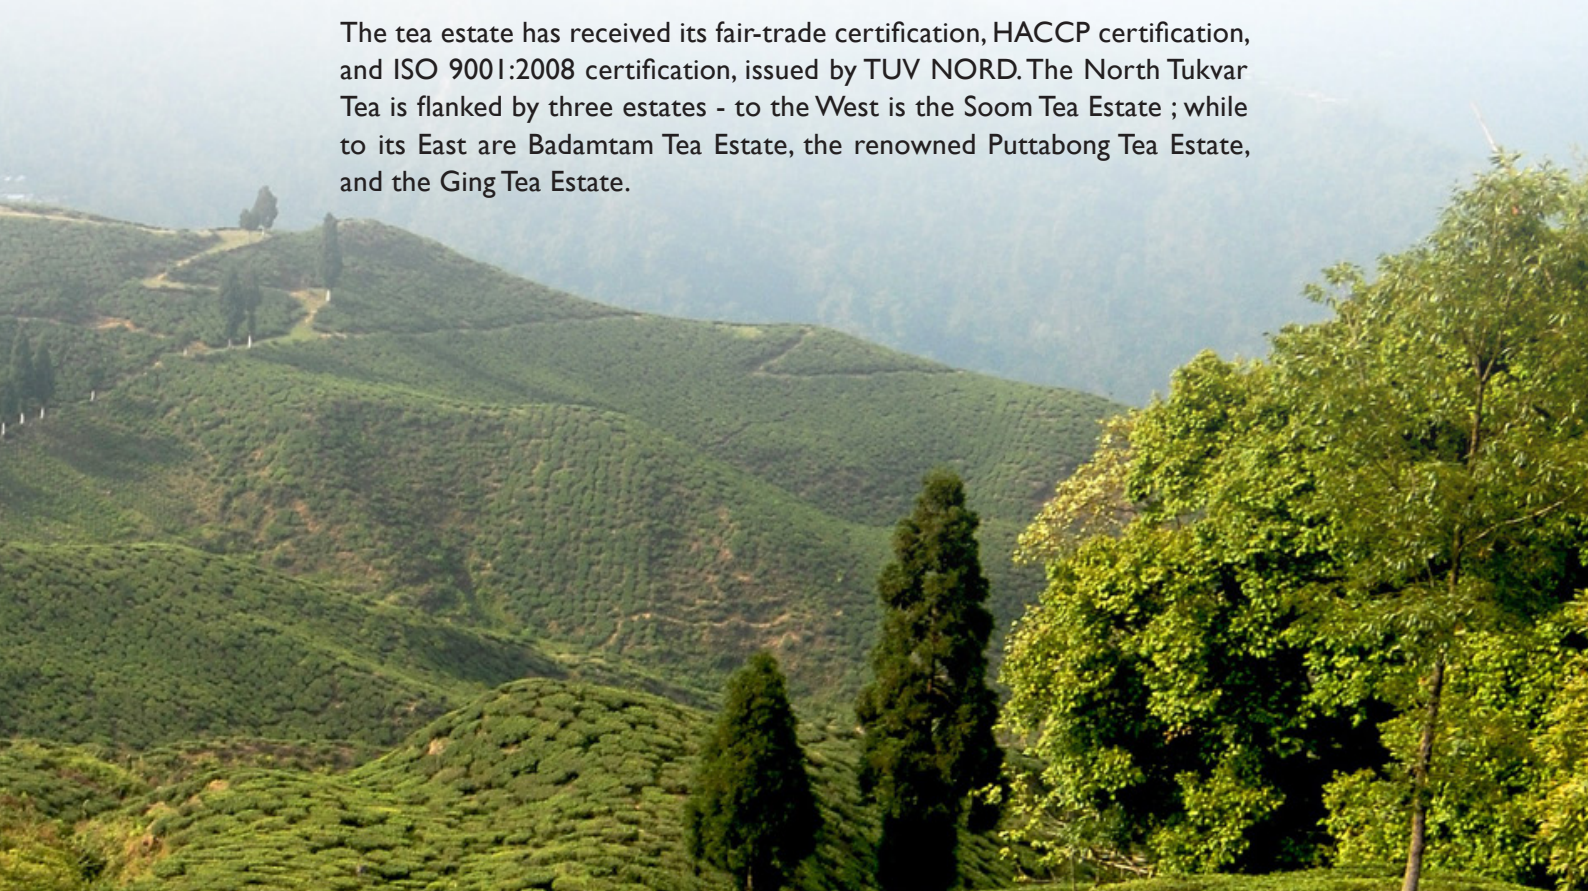 The tea estate has received its fair-trade certification, HACCP certification,
and ISO 9001:2008 certification, issued by TUV NORD. The North Tukvar
Tea is flanked by three estates - to the West is the Soom Tea Estate ; while
to its East are Badamtam Tea Estate, the renowned Puttabong Tea Estate,
and the Ging Tea Estate.